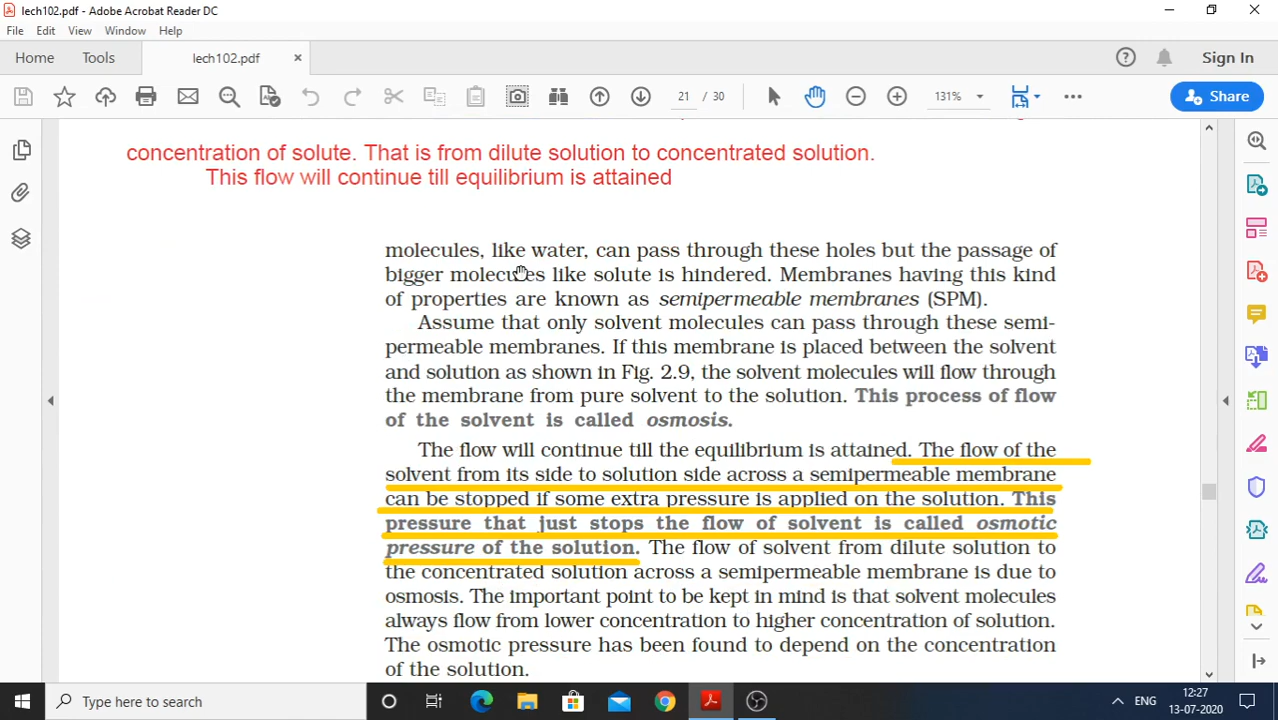 lech102.pdf - Adobe Acrobat Reader DC
File Edit View Window Help
Home Tools lech102.pdf × Sign In
21 / 30 131% Share
concentration of solute. That is from dilute solution to concentrated solution.
This flow will continue till equilibrium is attained
molecules, like water, can pass through these holes but the passage of
bigger molecules like solute is hindered. Membranes having this kind
of properties are known as semipermeable membranes (SPM).
Assume that only solvent molecules can pass through these semi-
permeable membranes. If this membrane is placed between the solvent
and solution as shown in Fig. 2.9, the solvent molecules will flow through
the membrane from pure solvent to the solution. This process of flow
of the solvent is called osmosis.
The flow will continue till the equilibrium is attained. The flow of the
solvent from its side to solution side across a semipermeable membrane
can be stopped if some extra pressure is applied on the solution. This
pressure that just stops the flow of solvent is called osmotic
pressure of the solution. The flow of solvent from dilute solution to
the concentrated solution across a semipermeable membrane is due to
osmosis. The important point to be kept in mind is that solvent molecules
always flow from lower concentration to higher concentration of solution.
The osmotic pressure has been found to depend on the concentration
of the solution.
Type here to search
ENG
12:27
13-07-2020